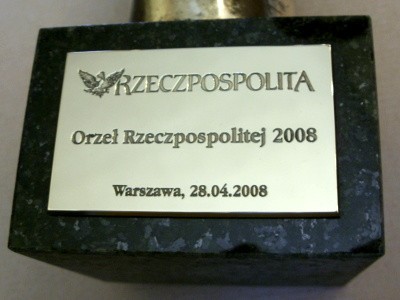 RZECZPOSPOLITA
Orzeł Rzeczpospolitej 2008
Warszawa, 28.04.2008